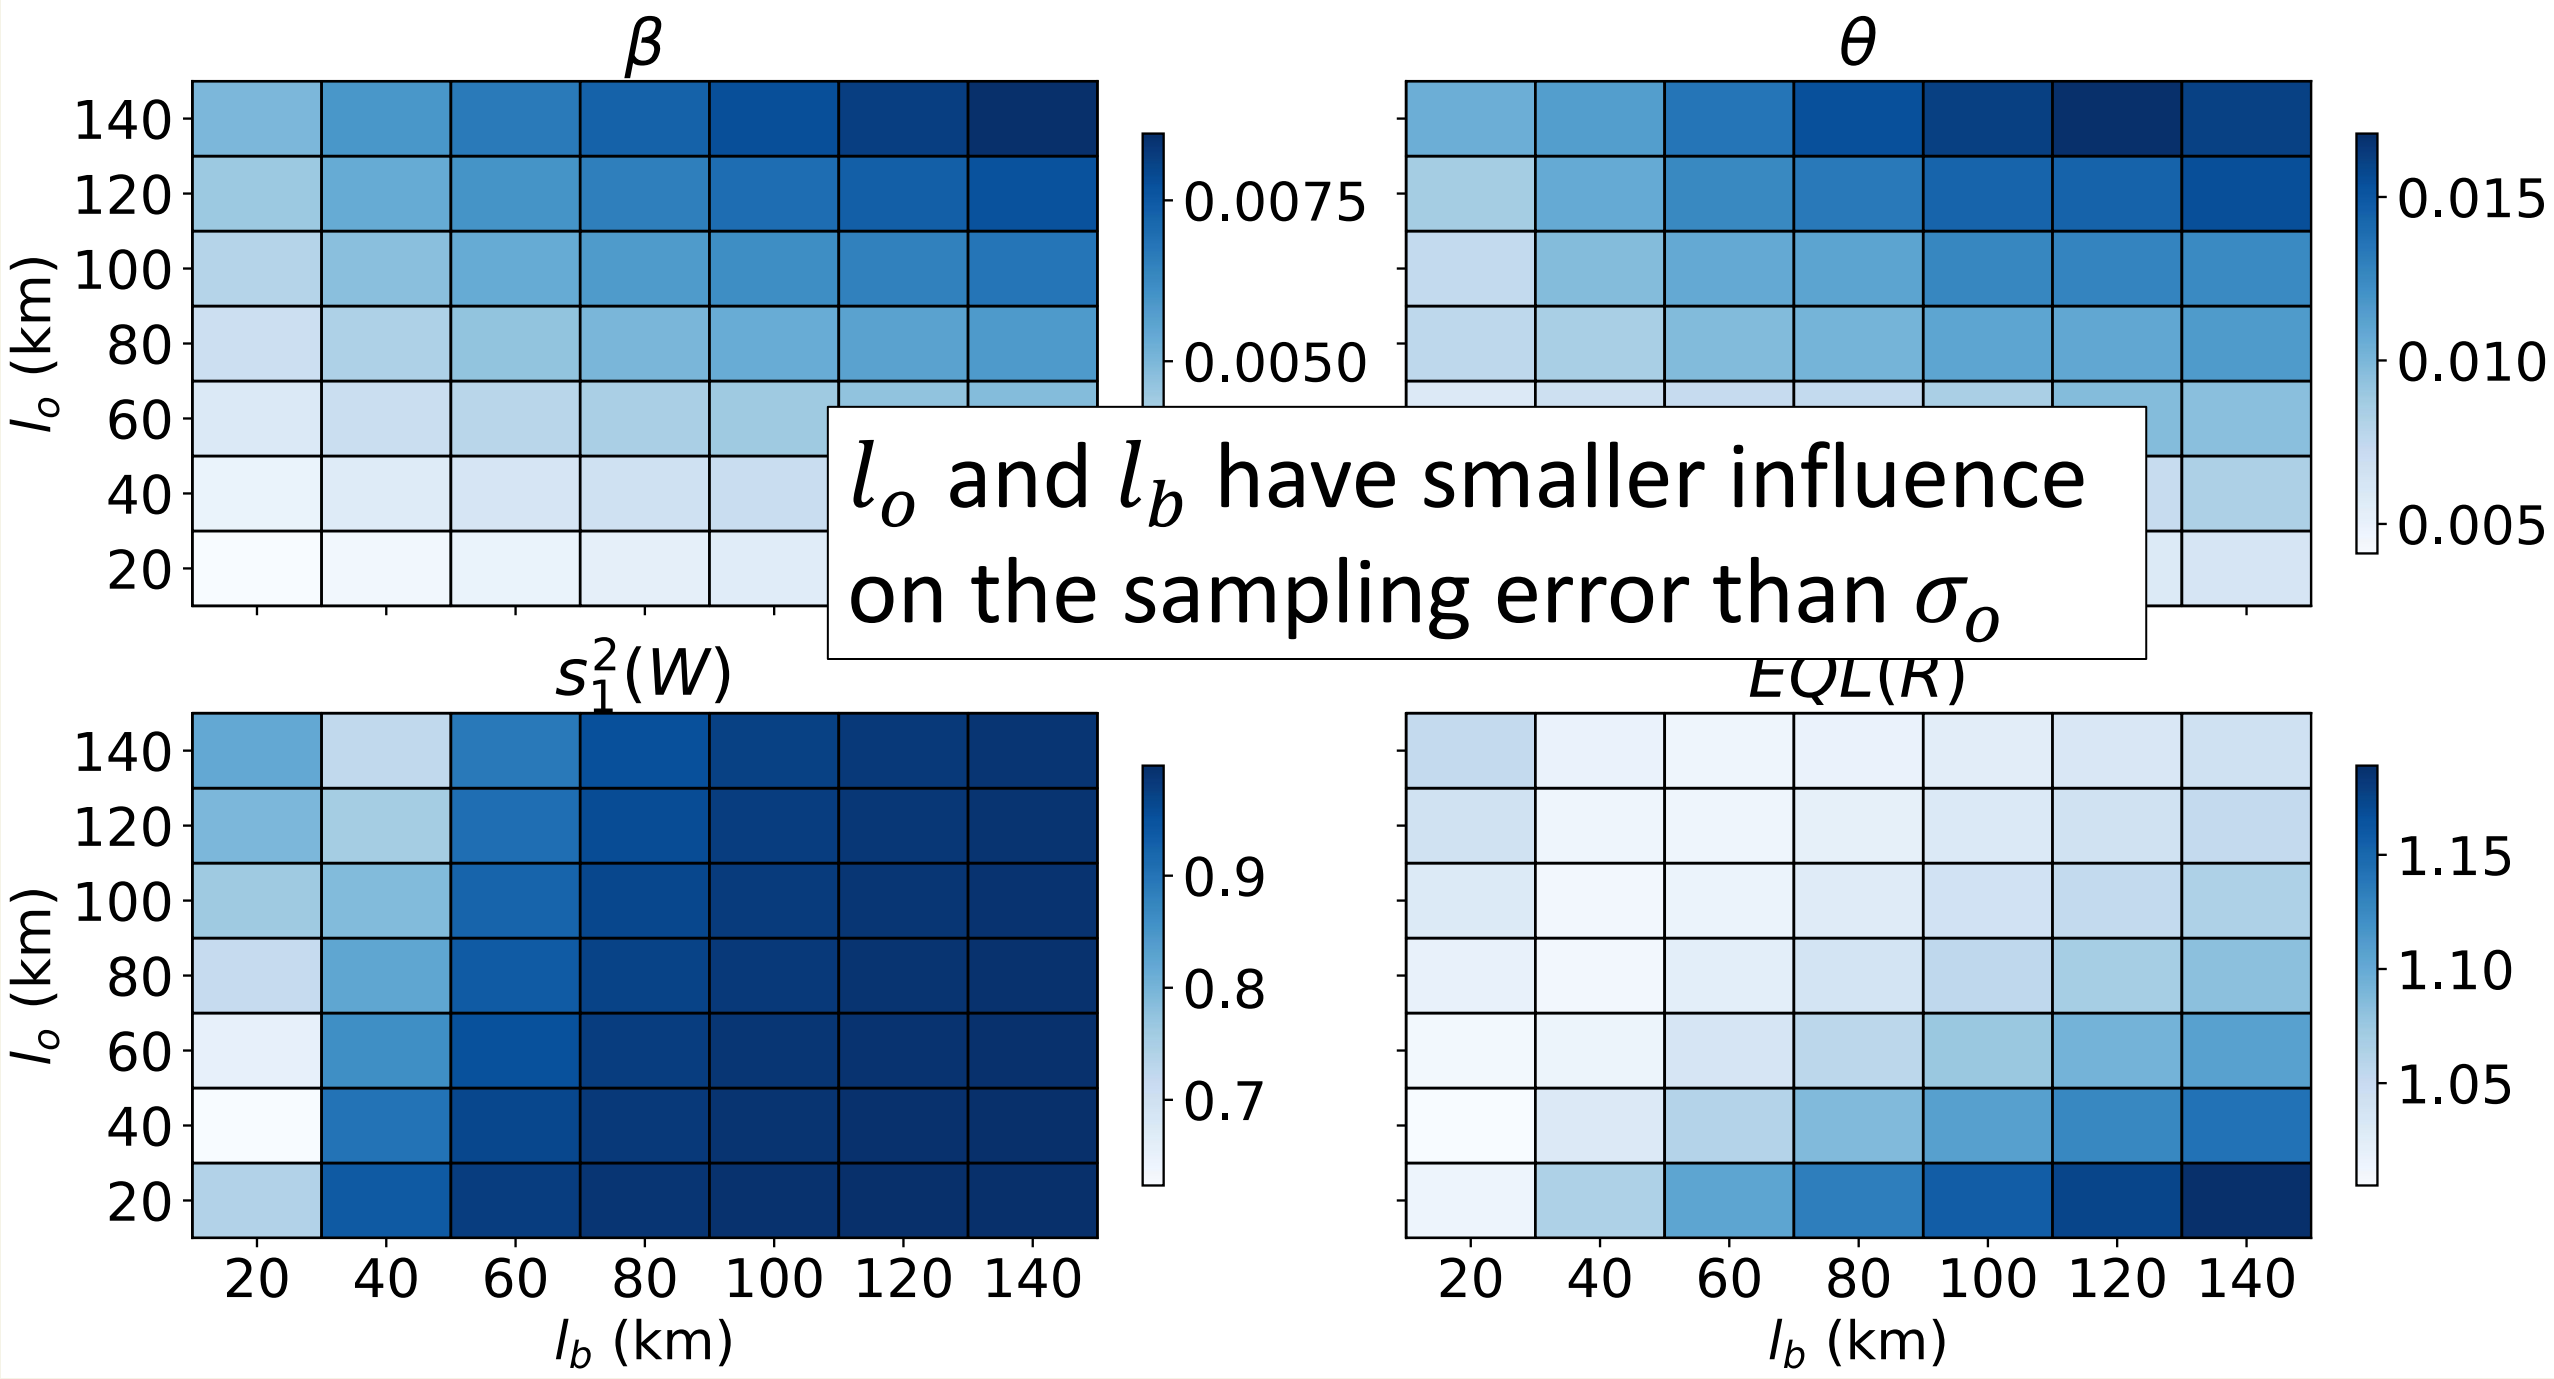 β
θ
140
120
100
80
60
40
20
l_o (km)
0.0075
0.0050
0.015
0.010
0.005
l_o and l_b have smaller influence
on the sampling error than σ_o
s_1^2(W)
EQL(R)
140
120
100
80
60
40
20
l_o (km)
0.9
0.8
0.7
1.15
1.10
1.05
20 40 60 80 100 120 140
l_b (km)
20 40 60 80 100 120 140
l_b (km)